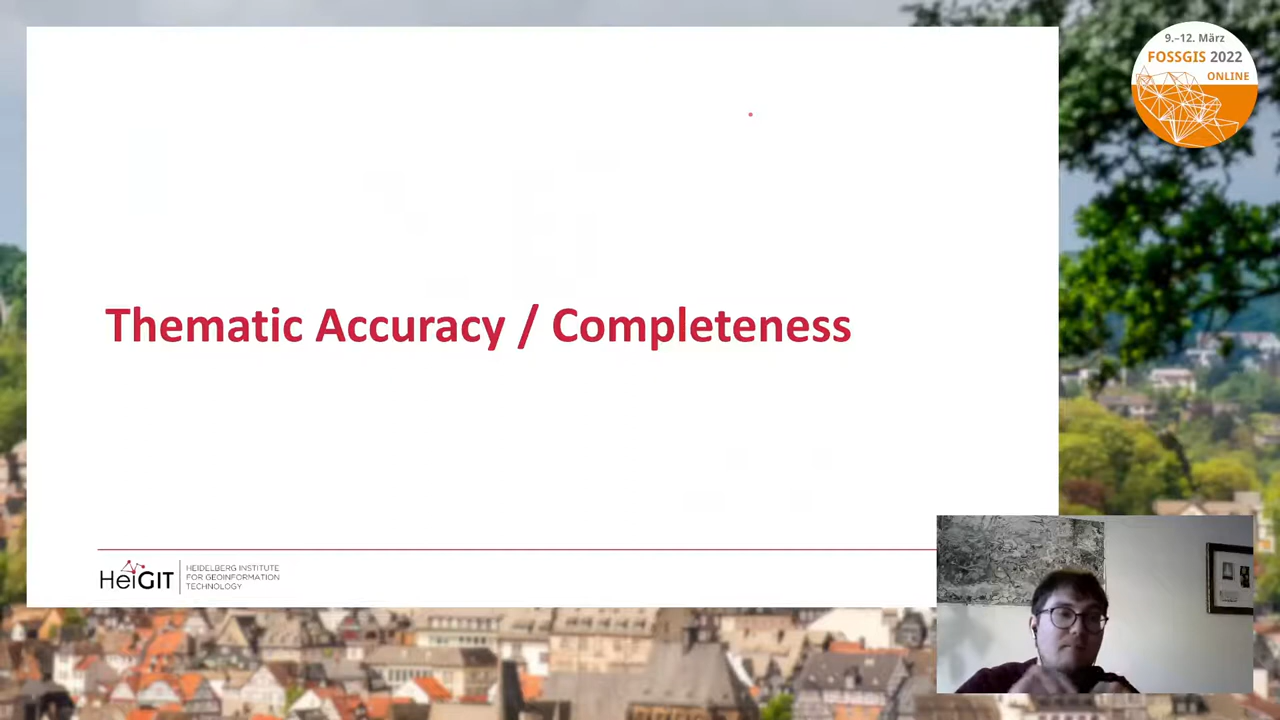 9.–12. März
FOSSGIS 2022
ONLINE
Thematic Accuracy / Completeness
HeiGIT
HEIDELBERG INSTITUTE
FOR GEOINFORMATION
TECHNOLOGY